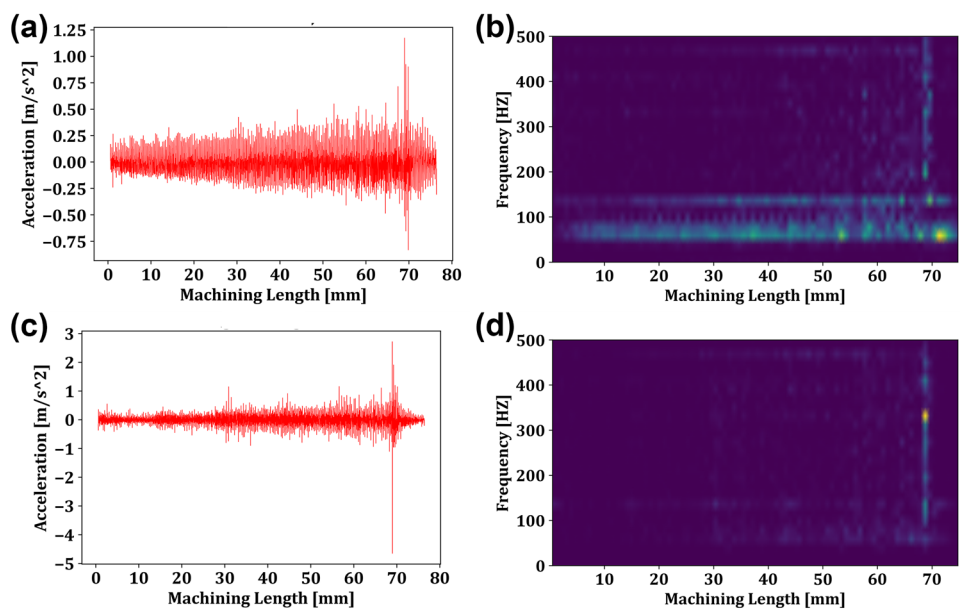 (a)
1.25
1.00
0.75
0.50
0.25
0.00
−0.25
−0.50
−0.75
Acceleration [m/s^2]
0 10 20 30 40 50 60 70 80
Machining Length [mm]
(b)
500
400
300
200
100
0
Frequency [HZ]
10 20 30 40 50 60 70
Machining Length [mm]
(c)
3
2
1
0
−1
−2
−3
−4
−5
Acceleration [m/s^2]
0 10 20 30 40 50 60 70 80
Machining Length [mm]
(d)
500
400
300
200
100
0
Frequency [HZ]
10 20 30 40 50 60 70
Machining Length [mm]